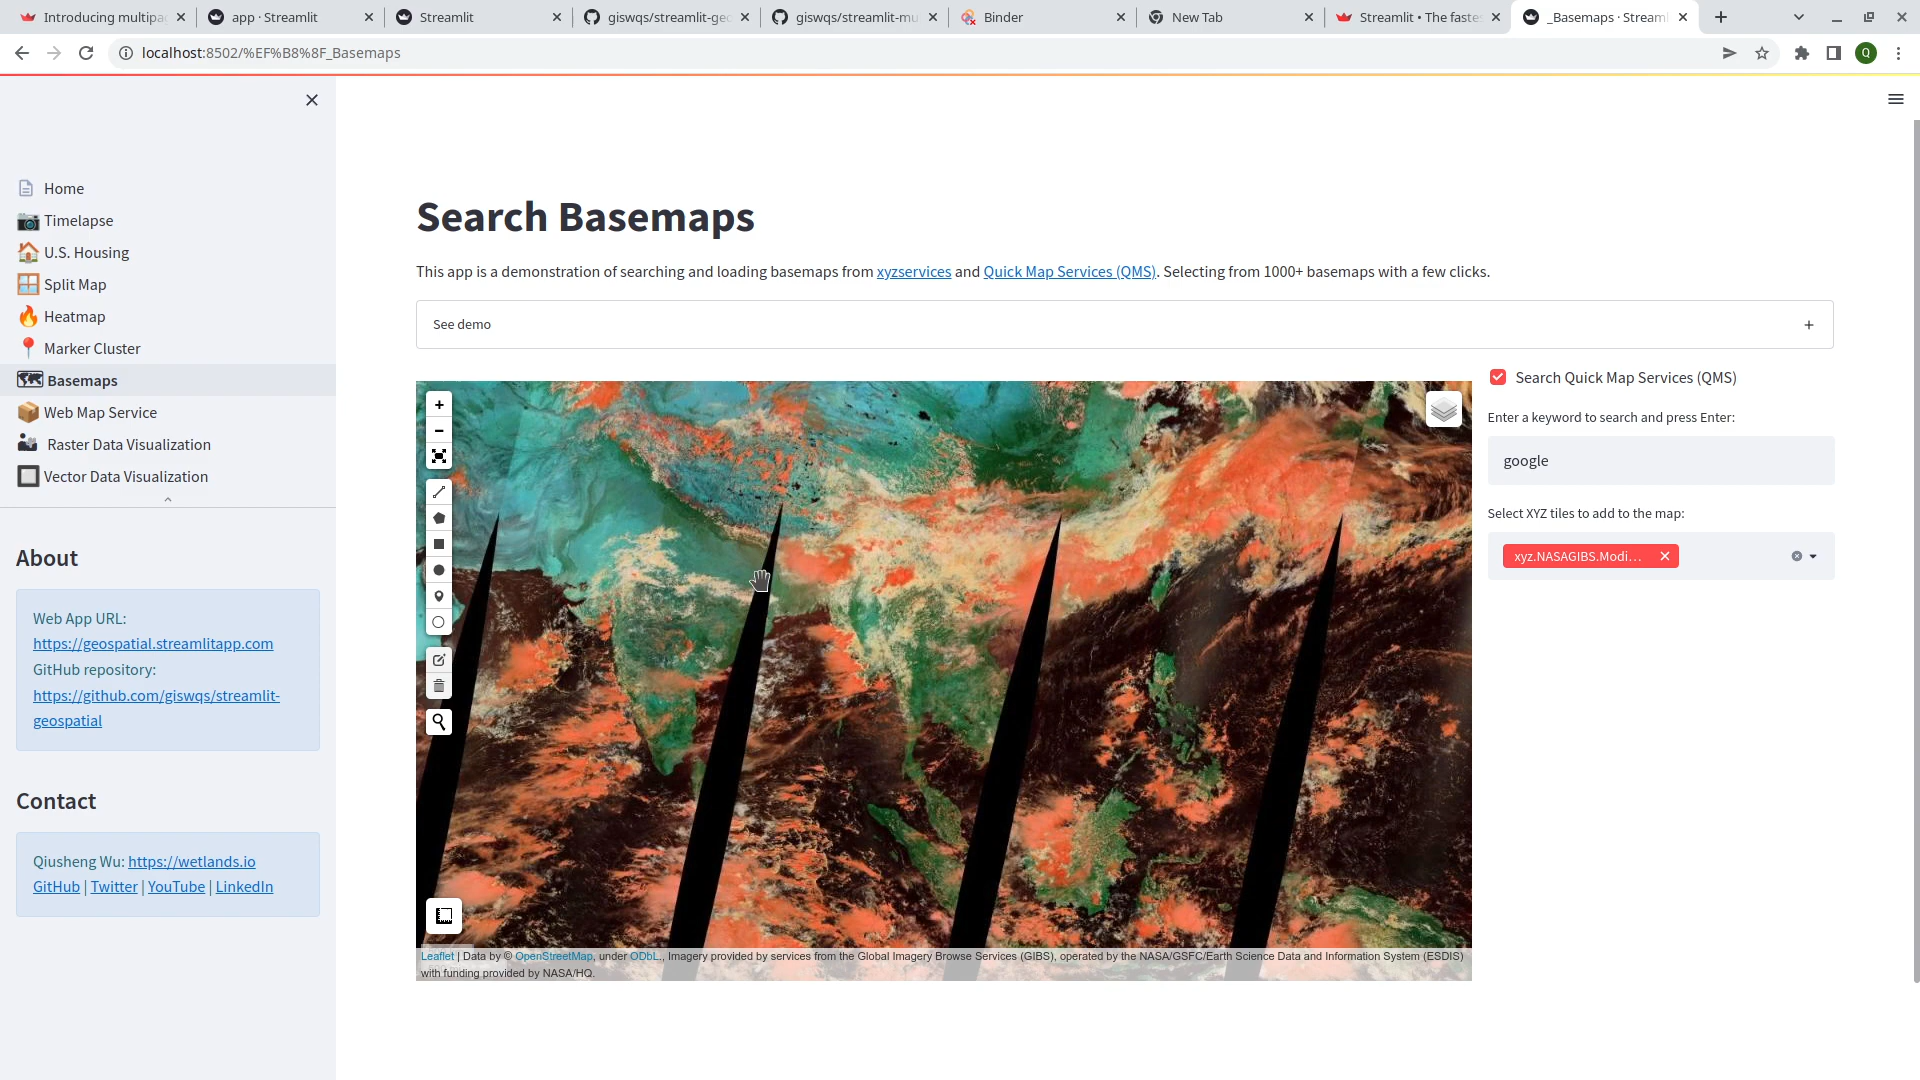 Introducing multipa
app · Streamlit
Streamlit
giswqs/streamlit-geo
giswqs/streamlit-mu
Binder
New Tab
Streamlit • The faste
_Basemaps · Streaml
localhost:8502/%EF%B8%8F_Basemaps
Q
Home
Timelapse
U.S. Housing
Split Map
Heatmap
Marker Cluster
Basemaps
Web Map Service
Raster Data Visualization
Vector Data Visualization
About
Web App URL:
https://geospatial.streamlitapp.com
GitHub repository:
https://github.com/giswqs/streamlit-
geospatial
Contact
Qiusheng Wu: https://wetlands.io
GitHub | Twitter | YouTube | LinkedIn
Search Basemaps
This app is a demonstration of searching and loading basemaps from xyzservices and Quick Map Services (QMS). Selecting from 1000+ basemaps with a few clicks.
See demo
+
+
−
Leaflet | Data by © OpenStreetMap, under ODbL., Imagery provided by services from the Global Imagery Browse Services (GIBS), operated by the NASA/GSFC/Earth Science Data and Information System (ESDIS)
with funding provided by NASA/HQ.
Search Quick Map Services (QMS)
Enter a keyword to search and press Enter:
google
Select XYZ tiles to add to the map:
xyz.NASAGIBS.Modi...